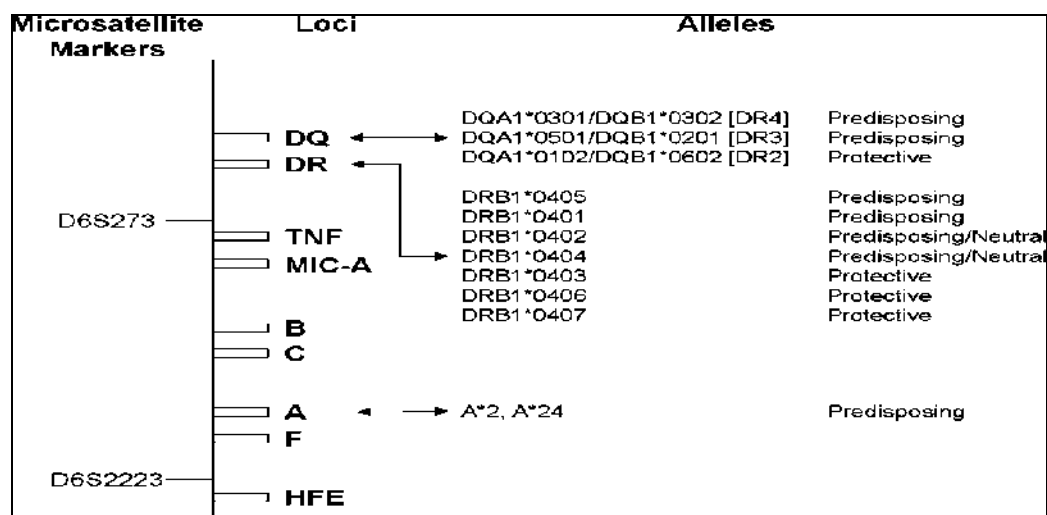 Microsatellite Loci Alleles
Markers
DQA1*0301/DQB1*0302 [DR4] Predisposing
DQ DQA1*0501/DQB1*0201 [DR3] Predisposing
DQA1*0102/DQB1*0602 [DR2] Protective
DR
DRB1*0405 Predisposing
D6S273 DRB1*0401 Predisposing
TNF DRB1*0402 Predisposing/Neutral
DRB1*0404 Predisposing/Neutral
MIC-A
DRB1*0403 Protective
DRB1*0406 Protective
DRB1*0407 Protective
B
C
A A*2, A*24 Predisposing
F
D6S2223
HFE